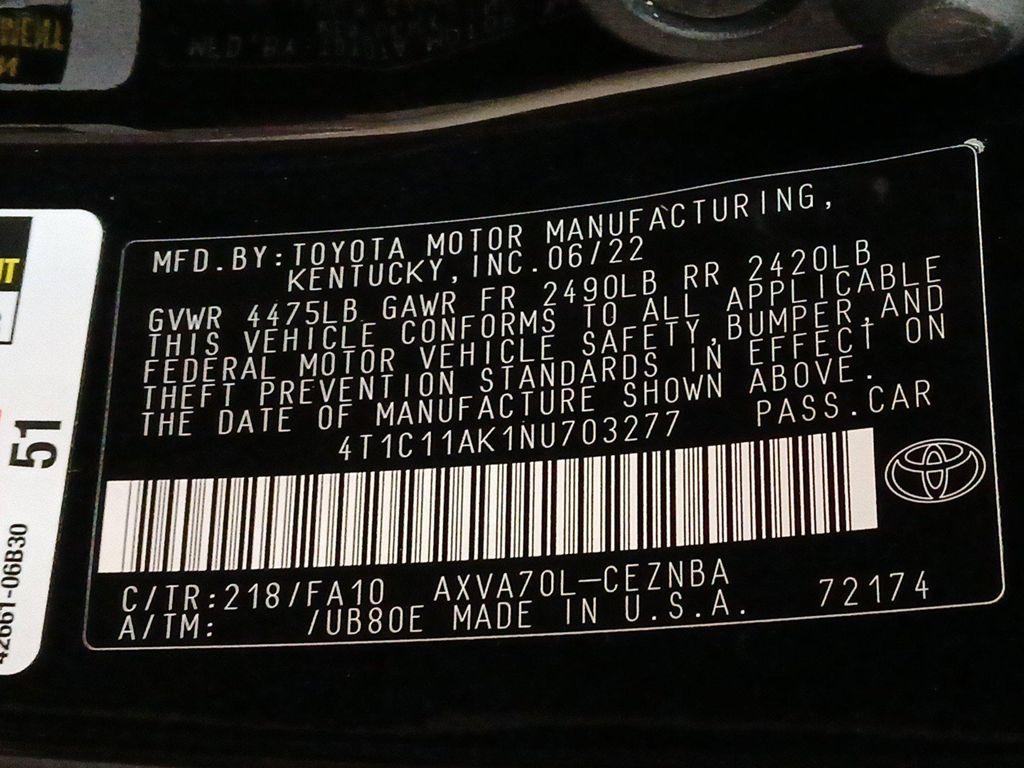 MFD.BY:TOYOTA MOTOR MANUFACTURING,
KENTUCKY,INC.06/22
GVWR 4475LB GAWR FR 2490LB RR 2420LB
THIS VEHICLE CONFORMS TO ALL APPLICABLE
FEDERAL MOTOR VEHICLE SAFETY,BUMPER,AND
THEFT PREVENTION STANDARDS IN EFFECT ON
THE DATE OF MANUFACTURE SHOWN ABOVE.
4T1C11AK1NU703277 PASS.CAR
C/TR:218/FA10 AXVA70L-CEZNBA
A/TM: /UB80E MADE IN U.S.A. 72174
51
42661-06B30